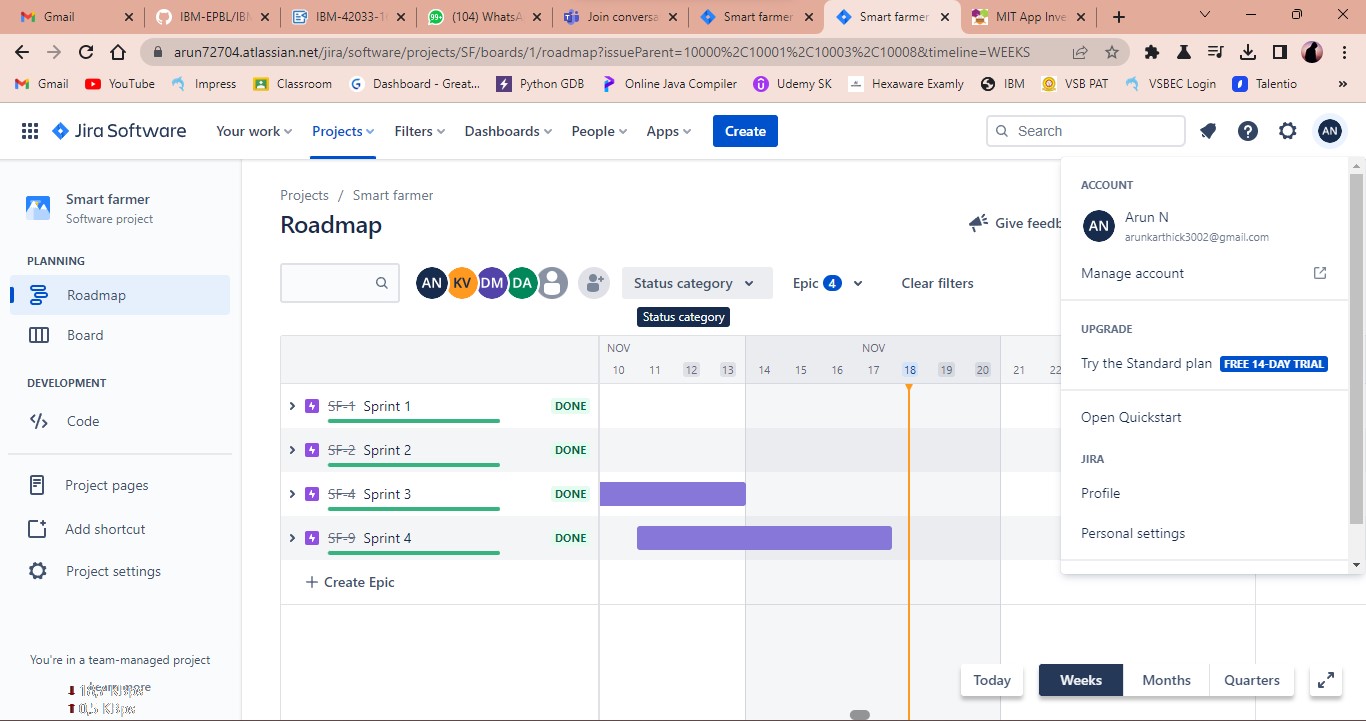 Gmail
IBM-EPBL/IBM
IBM-42033-1
99+ (104) WhatsA
Join conversa
Smart farmer
Smart farmer
MIT App Inve
arun72704.atlassian.net/jira/software/projects/SF/boards/1/roadmap?issueParent=10000%2C10001%2C10003%2C10008&timeline=WEEKS
Gmail YouTube Impress Classroom Dashboard - Great... Python GDB Online Java Compiler Udemy SK Hexaware Examly IBM VSB PAT VSBEC Login Talentio »
Jira Software Your work Projects Filters Dashboards People Apps Create Search AN
Smart farmer
Software project
PLANNING
Roadmap
Board
DEVELOPMENT
Code
Project pages
Add shortcut
Project settings
You're in a team-managed project
Learn more
0,5 KBps
Projects / Smart farmer
Roadmap
Give feedb
AN KV DM DA Status category Epic 4 Clear filters
Status category
NOV NOV
10 11 12 13 14 15 16 17 18 19 20 21 22
SF-1 Sprint 1 DONE
SF-2 Sprint 2 DONE
SF-4 Sprint 3 DONE
SF-9 Sprint 4 DONE
+ Create Epic
Today Weeks Months Quarters
ACCOUNT
AN Arun N
arunkarthick3002@gmail.com
Manage account
UPGRADE
Try the Standard plan FREE 14-DAY TRIAL
Open Quickstart
JIRA
Profile
Personal settings